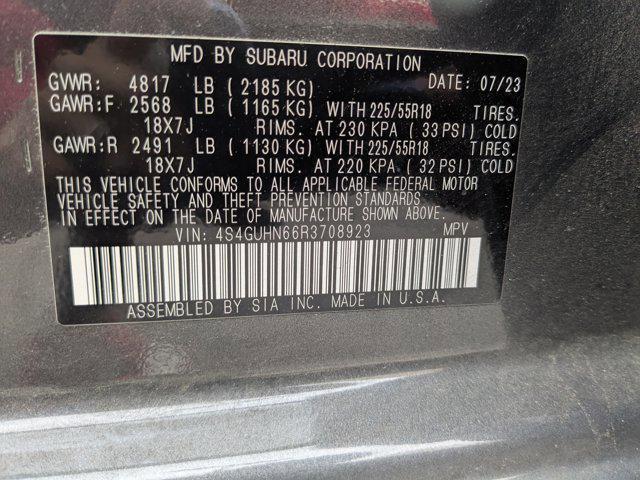 MFD BY SUBARU CORPORATION
GVWR: 4817 LB (2185 KG) DATE: 07/23
GAWR:F 2568 LB (1165 KG) WITH 225/55R18 TIRES.
18X7J RIMS. AT 230 KPA (33 PSI) COLD
GAWR:R 2491 LB (1130 KG) WITH 225/55R18 TIRES.
18X7J RIMS. AT 220 KPA (32 PSI) COLD
THIS VEHICLE CONFORMS TO ALL APPLICABLE FEDERAL MOTOR
VEHICLE SAFETY AND THEFT PREVENTION STANDARDS
IN EFFECT ON THE DATE OF MANUFACTURE SHOWN ABOVE.
VIN: 4S4GUHN66R3708923 MPV
ASSEMBLED BY SIA INC. MADE IN U.S.A.